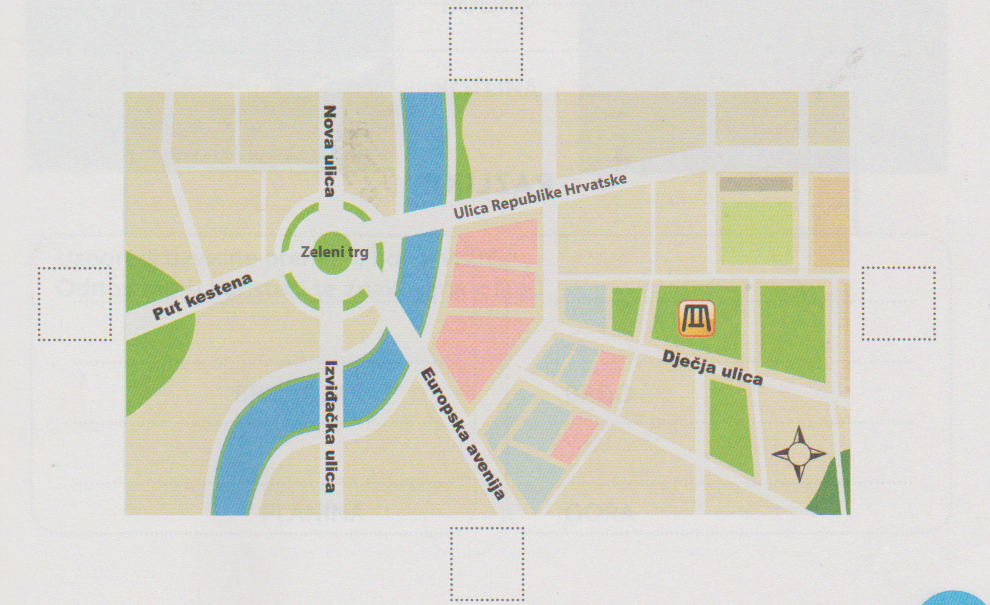 Nova ulica
Ulica Republike Hrvatske
Zeleni trg
Put kestena
Izviđačka ulica
Europska avenija
Dječja ulica